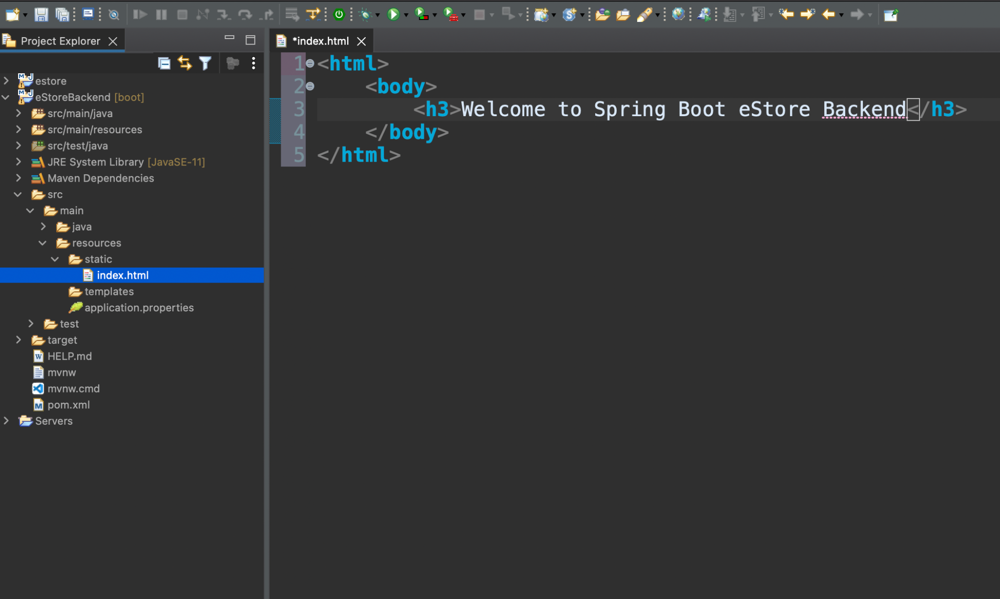 Project Explorer
*index.html
estore
eStoreBackend [boot]
src/main/java
src/main/resources
src/test/java
JRE System Library [JavaSE-11]
Maven Dependencies
src
main
java
resources
static
index.html
templates
application.properties
test
target
HELP.md
mvnw
mvnw.cmd
pom.xml
Servers
1 <html>
2 <body>
3 <h3>Welcome to Spring Boot eStore Backend</h3>
4 </body>
5 </html>